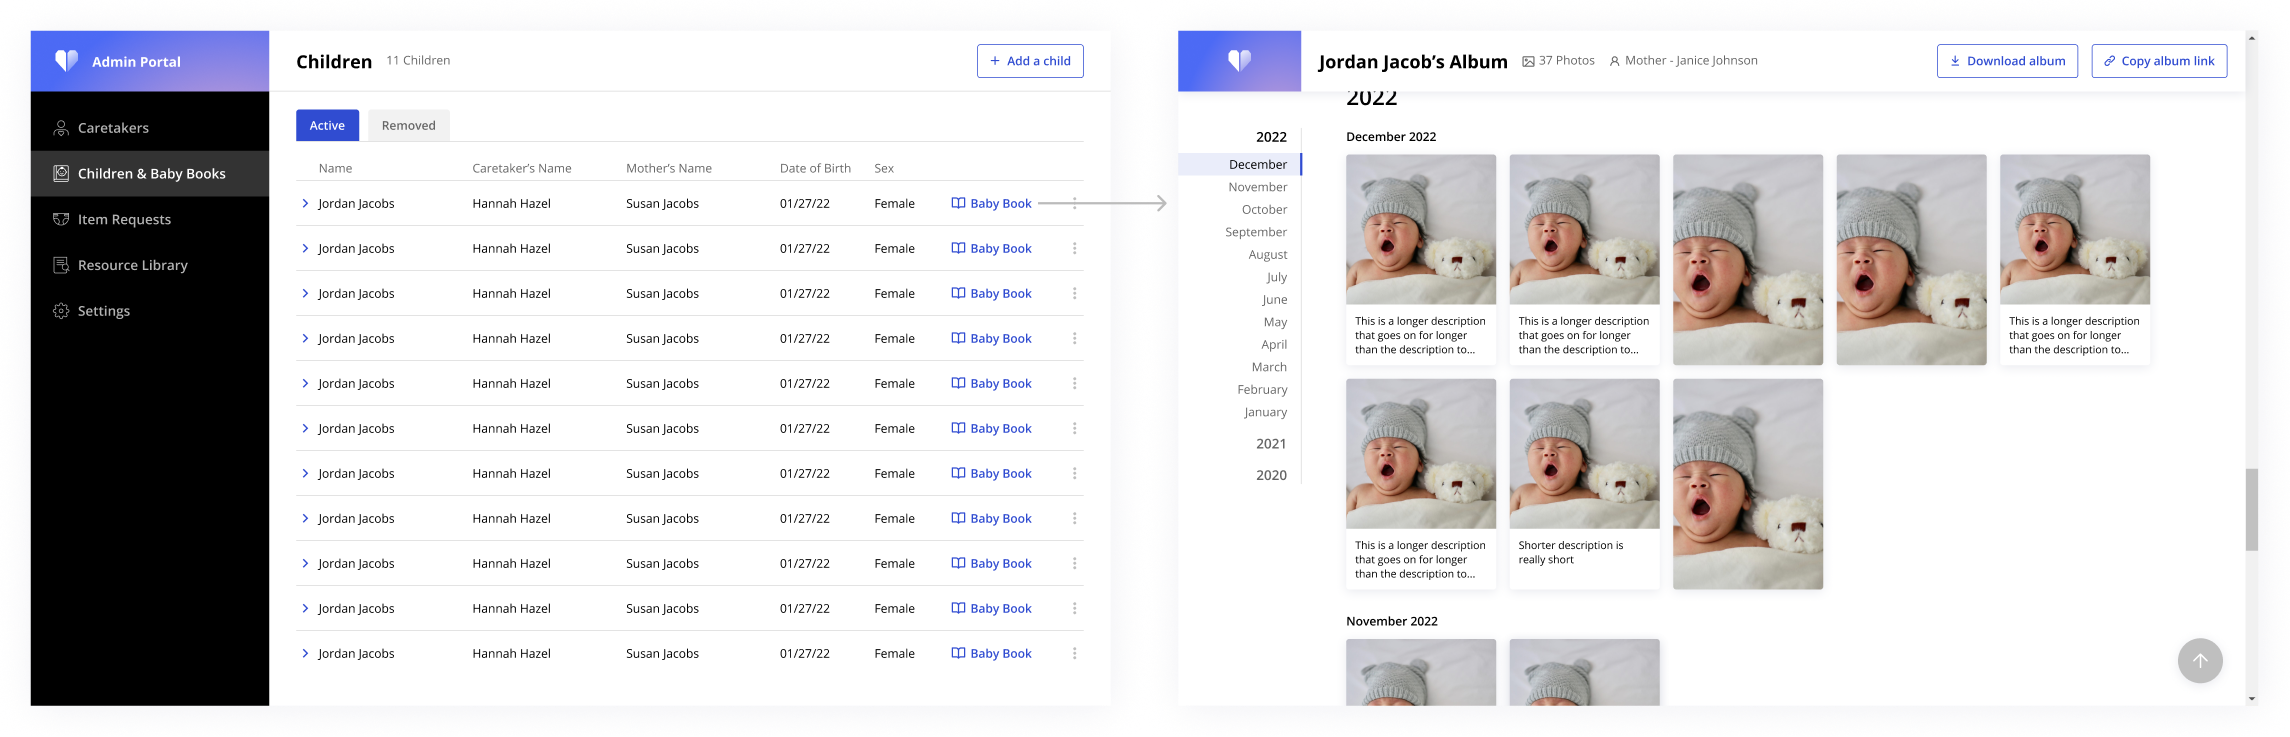 Admin Portal
Caretakers
Children & Baby Books
Item Requests
Resource Library
Settings
Children 11 Children
+ Add a child
Active Removed
Name Caretaker's Name Mother's Name Date of Birth Sex
Jordan Jacobs Hannah Hazel Susan Jacobs 01/27/22 Female Baby Book
Jordan Jacobs Hannah Hazel Susan Jacobs 01/27/22 Female Baby Book
Jordan Jacobs Hannah Hazel Susan Jacobs 01/27/22 Female Baby Book
Jordan Jacobs Hannah Hazel Susan Jacobs 01/27/22 Female Baby Book
Jordan Jacobs Hannah Hazel Susan Jacobs 01/27/22 Female Baby Book
Jordan Jacobs Hannah Hazel Susan Jacobs 01/27/22 Female Baby Book
Jordan Jacobs Hannah Hazel Susan Jacobs 01/27/22 Female Baby Book
Jordan Jacobs Hannah Hazel Susan Jacobs 01/27/22 Female Baby Book
Jordan Jacobs Hannah Hazel Susan Jacobs 01/27/22 Female Baby Book
Jordan Jacobs Hannah Hazel Susan Jacobs 01/27/22 Female Baby Book
Jordan Jacobs Hannah Hazel Susan Jacobs 01/27/22 Female Baby Book
Jordan Jacob's Album 37 Photos Mother - Janice Johnson
Download album Copy album link
2022
December
November
October
September
August
July
June
May
April
March
February
January
2021
2020
2022
December 2022
This is a longer description
that goes on for longer
than the description to...
This is a longer description
that goes on for longer
than the description to...
This is a longer description
that goes on for longer
than the description to...
This is a longer description
that goes on for longer
than the description to...
Shorter description is
really short
November 2022